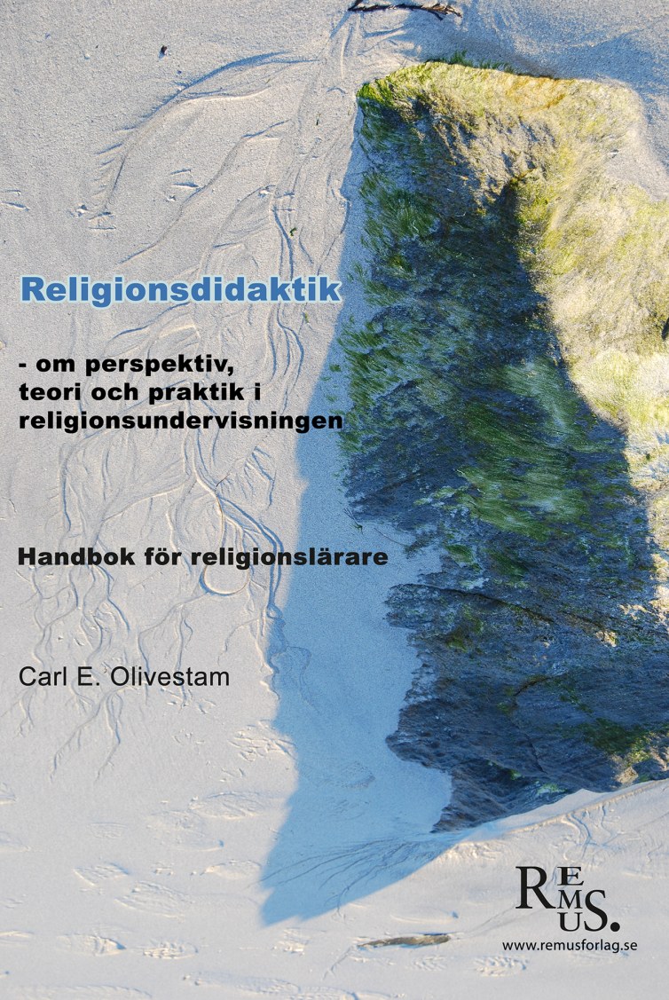 Religionsdidaktik
- om perspektiv,
teori och praktik i
religionsundervisningen
Handbok för religionslärare
Carl E. Olivestam
REMUS.
www.remusforlag.se